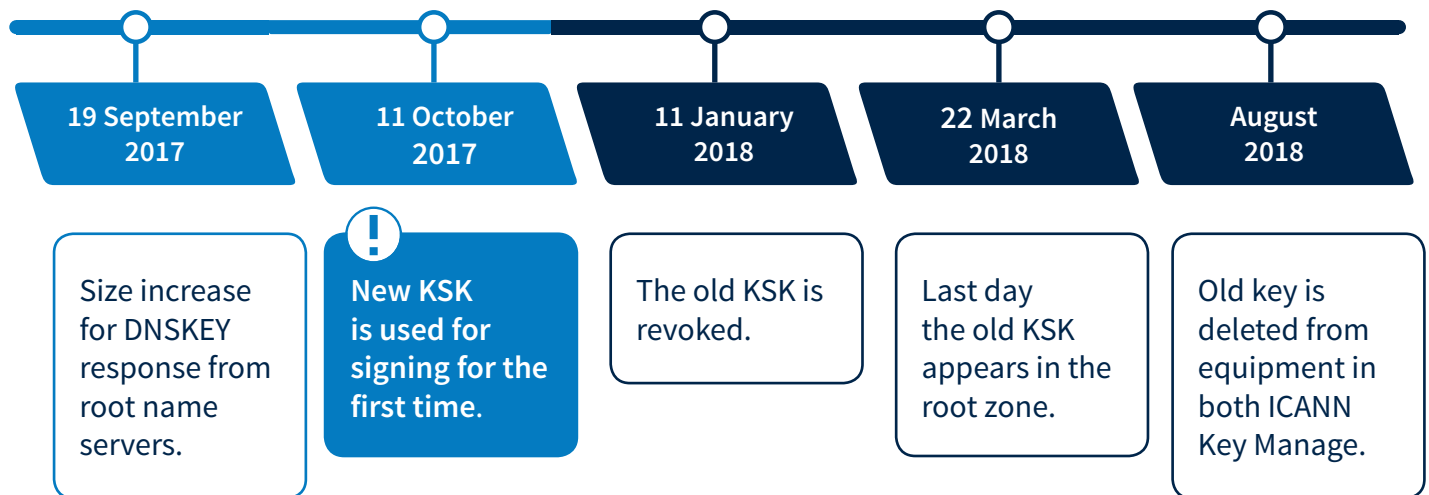 19 September
2017
11 October
2017
11 January
2018
22 March
2018
August
2018
Size increase
for DNSKEY
response from
root name
servers.
!
New KSK
is used for
signing for the
first time.
The old KSK is
revoked.
Last day
the old KSK
appears in the
root zone.
Old key is
deleted from
equipment in
both ICANN
Key Manage.